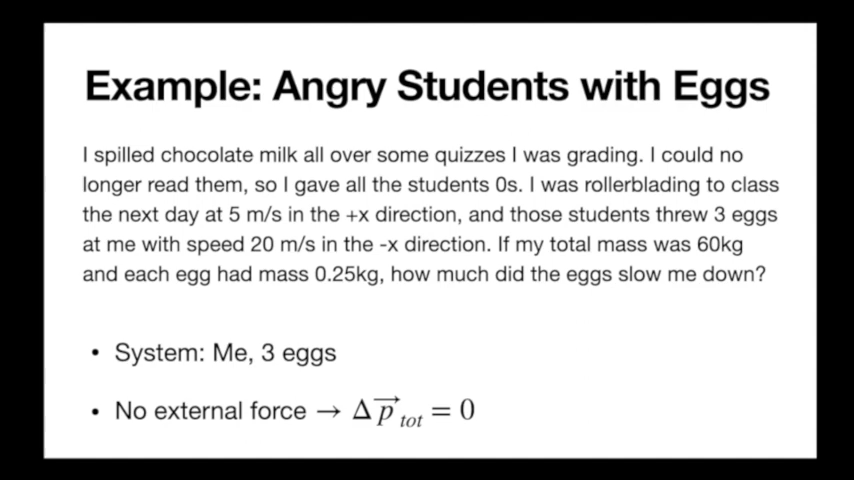 Example: Angry Students with Eggs
I spilled chocolate milk all over some quizzes I was grading. I could no
longer read them, so I gave all the students 0s. I was rollerblading to class
the next day at 5 m/s in the +x direction, and those students threw 3 eggs
at me with speed 20 m/s in the -x direction. If my total mass was 60kg
and each egg had mass 0.25kg, how much did the eggs slow me down?
• System: Me, 3 eggs
• No external force → Δp⃗ₜₒₜ = 0